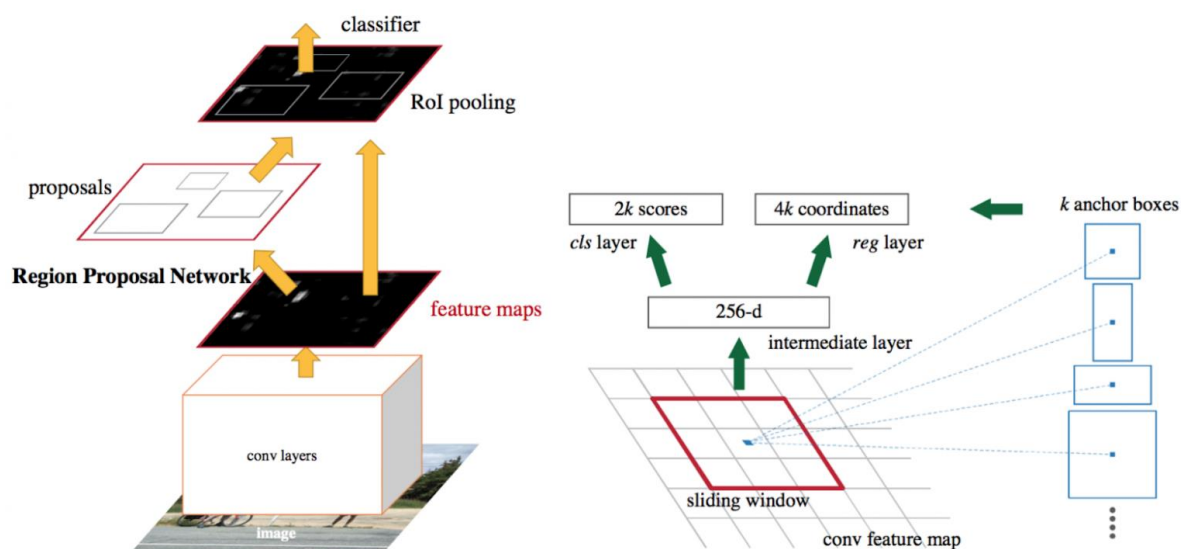 classifier
RoI pooling
proposals
Region Proposal Network
feature maps
conv layers
image
2k scores
4k coordinates
k anchor boxes
cls layer
reg layer
256-d
intermediate layer
sliding window
conv feature map